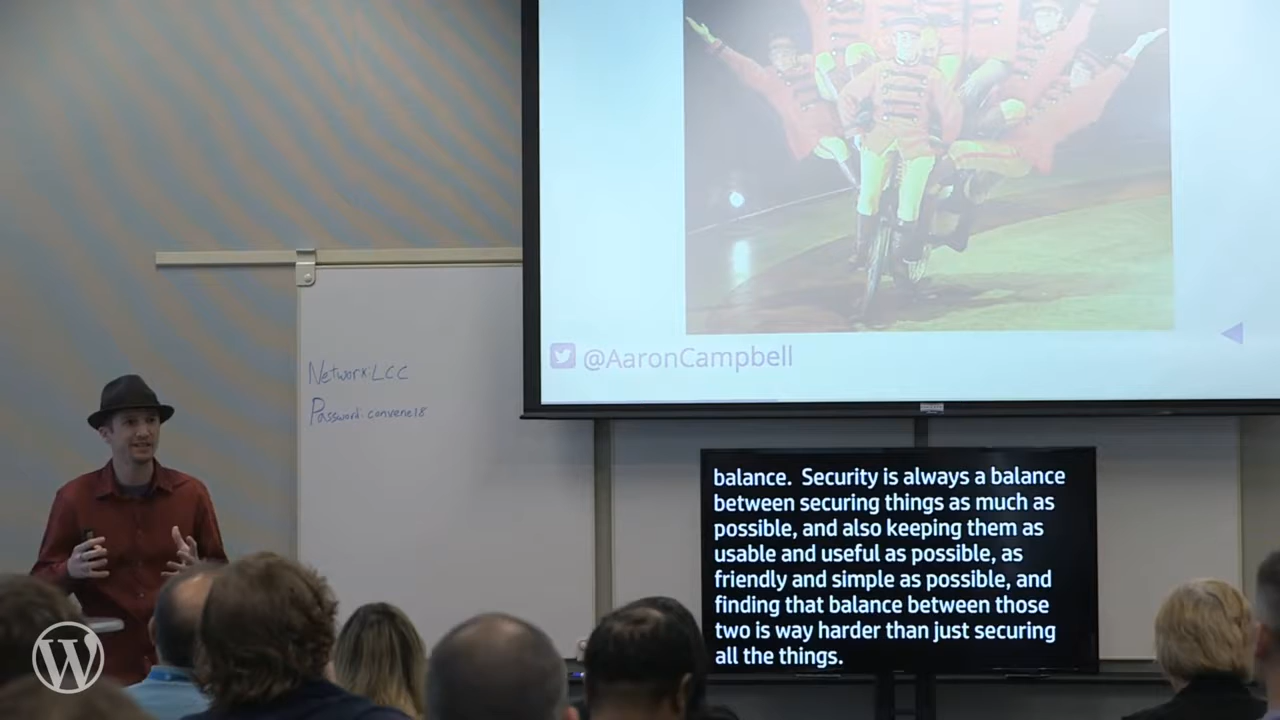 @AaronCampbell
Network: LCC
Password: convene18
balance. Security is always a balance
between securing things as much as
possible, and also keeping them as
usable and useful as possible, as
friendly and simple as possible, and
finding that balance between those
two is way harder than just securing
all the things.